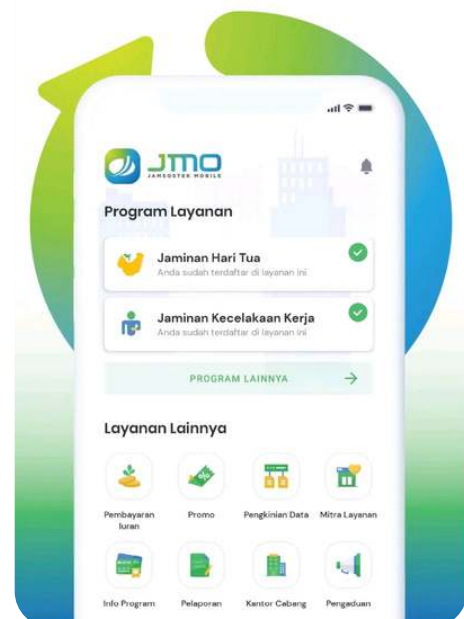 JMO
JAMSOSTEK MOBILE
Program Layanan
Jaminan Hari Tua
Anda sudah terdaftar di layanan ini
Jaminan Kecelakaan Kerja
Anda sudah terdaftar di layanan ini
PROGRAM LAINNYA
Layanan Lainnya
Pembayaran Iuran
Promo
Pengkinian Data
Mitra Layanan
Info Program
Pelaporan
Kantor Cabang
Pengaduan